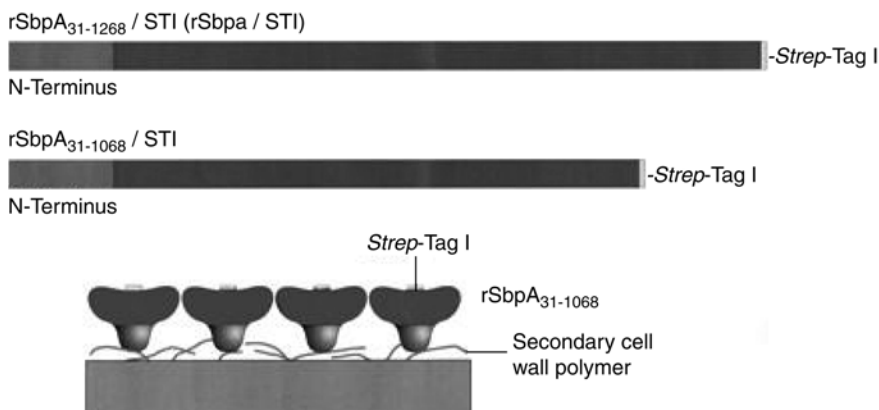 rSbpA31-1268 / STI (rSbpa / STI)
-Strep-Tag I
N-Terminus
rSbpA31-1068 / STI
-Strep-Tag I
N-Terminus
Strep-Tag I
rSbpA31-1068
Secondary cell
wall polymer